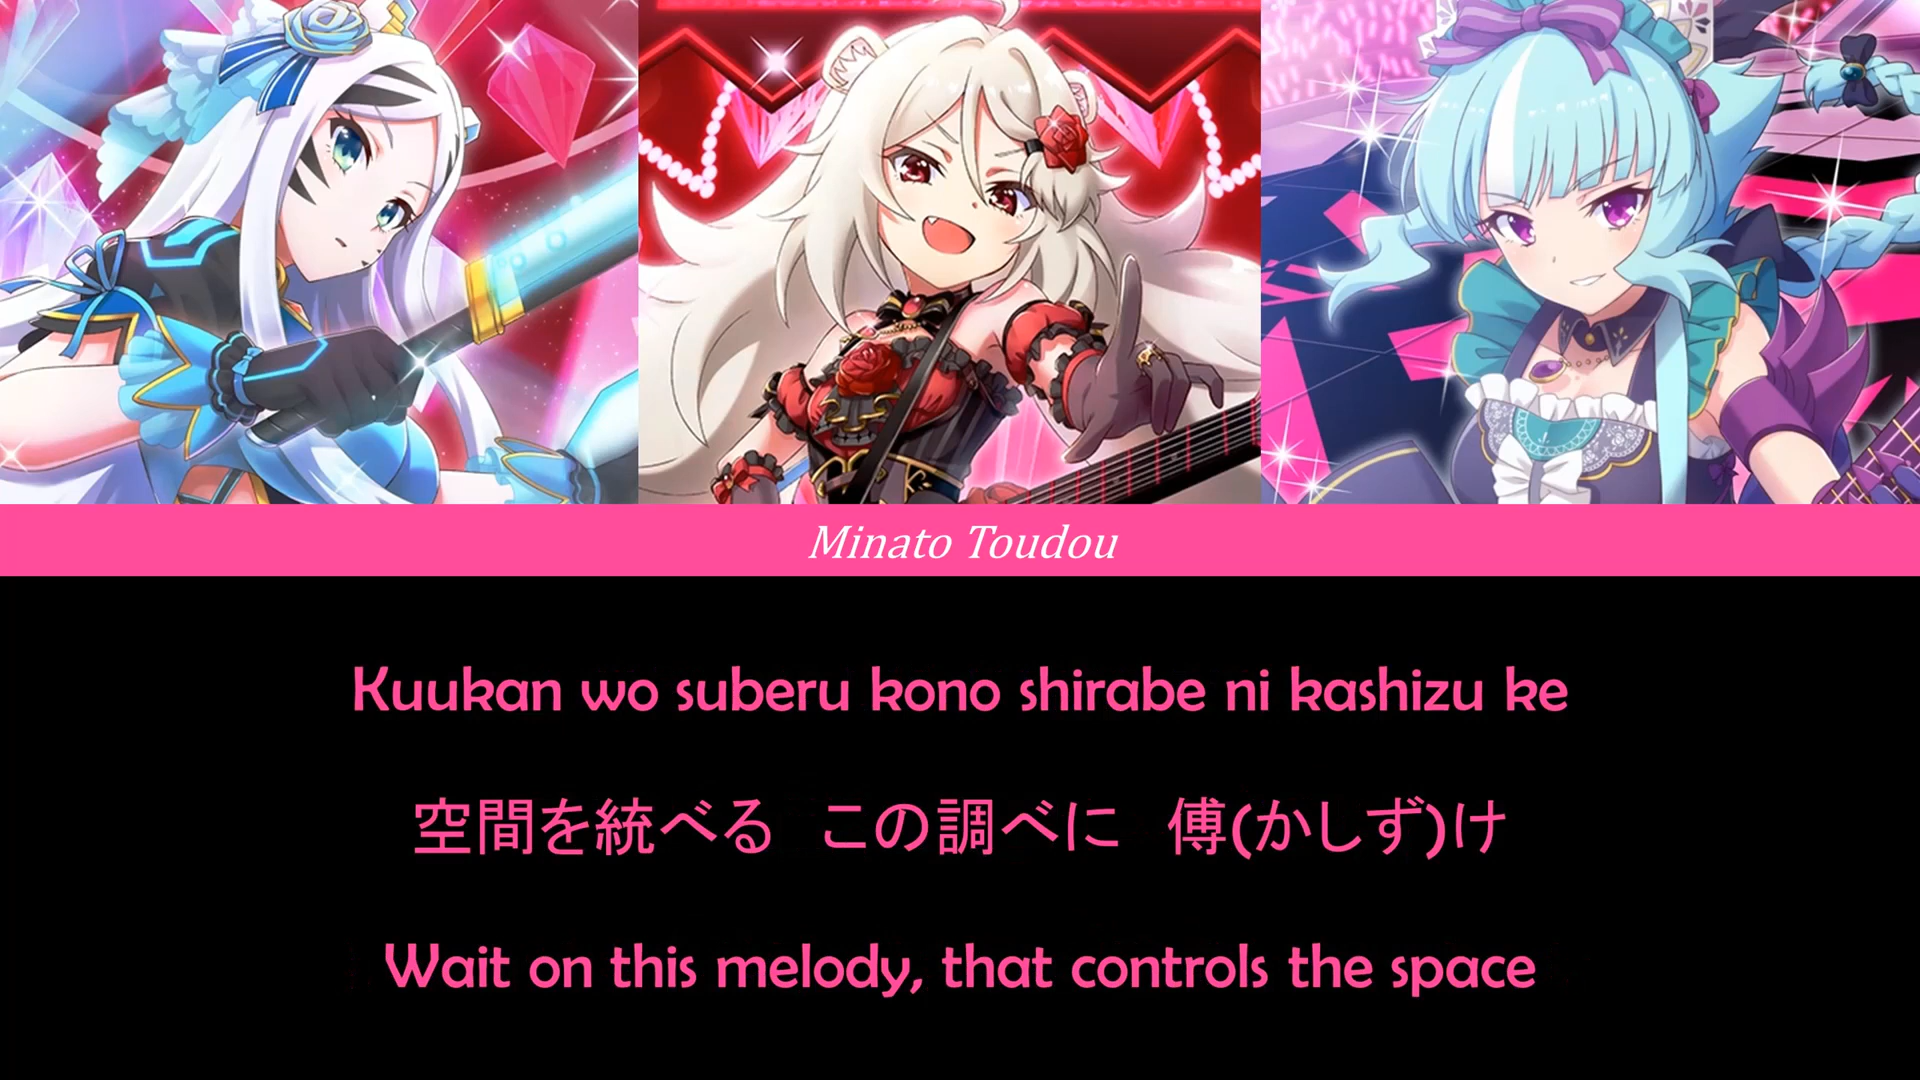 Minato Toudou
Kuukan wo suberu kono shirabe ni kashizu ke
空間を統べる　この調べに　傅(かしず)け
Wait on this melody, that controls the space